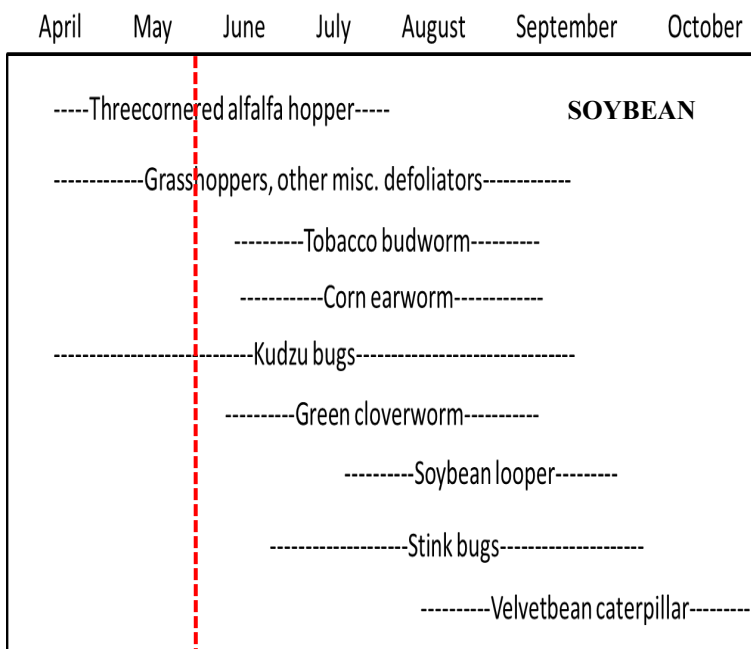 April May June July August September October
-----Threecornered alfalfa hopper----- SOYBEAN
-------------Grasshoppers, other misc. defoliators-------------
----------Tobacco budworm----------
------------Corn earworm-------------
-----------------------------Kudzu bugs--------------------------------
----------Green cloverworm-----------
----------Soybean looper---------
--------------------Stink bugs---------------------
----------Velvetbean caterpillar---------